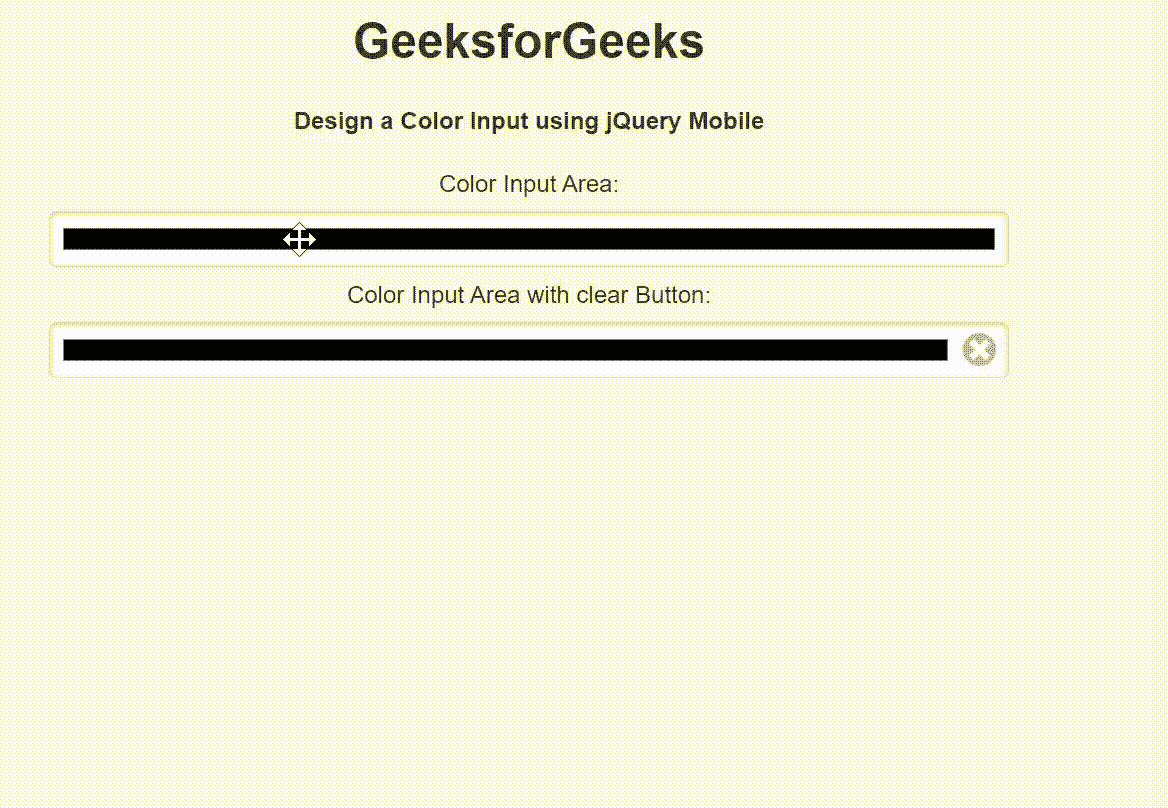 GeeksforGeeks
Design a Color Input using jQuery Mobile
Color Input Area:
Color Input Area with clear Button: